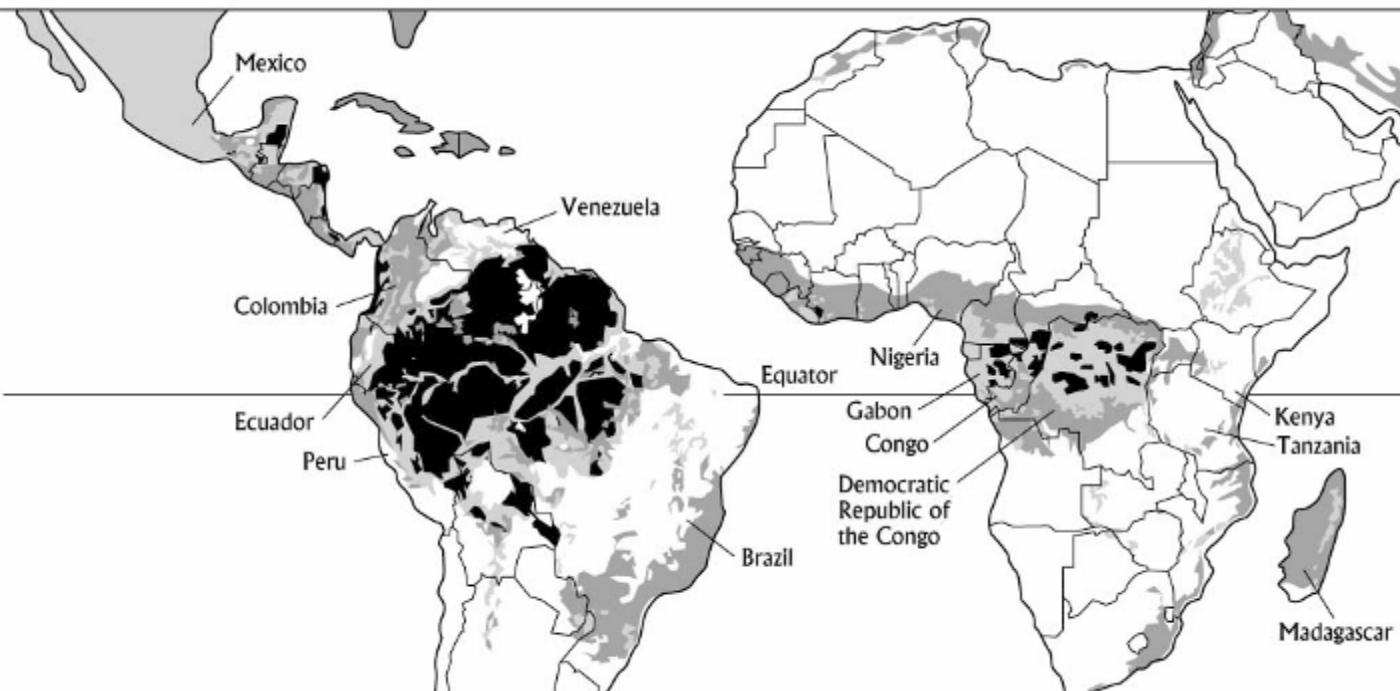 Mexico
Venezuela
Colombia
Ecuador
Peru
Brazil
Equator
Nigeria
Gabon
Congo
Democratic
Republic of
the Congo
Kenya
Tanzania
Madagascar